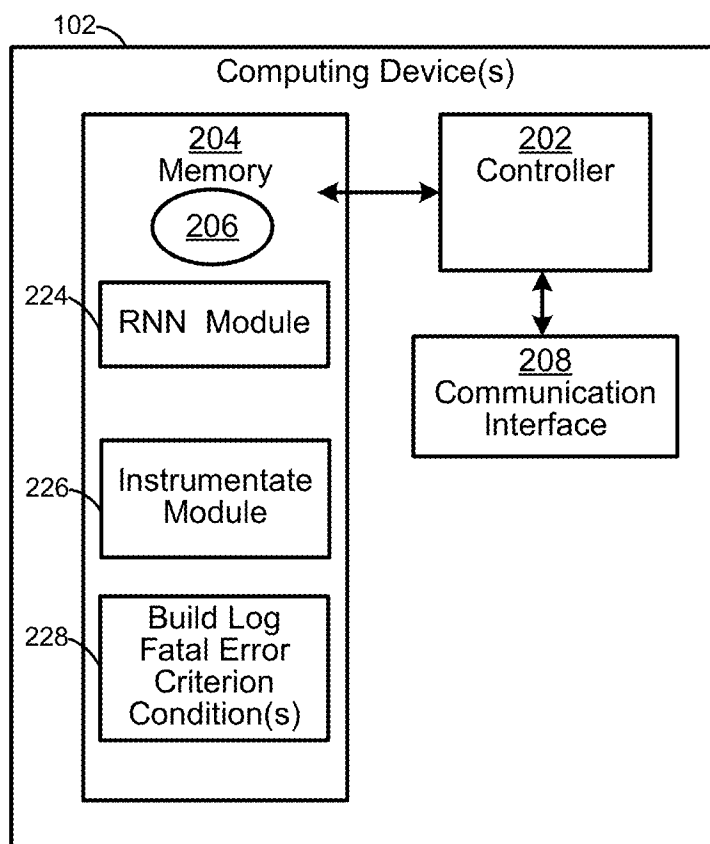 102
Computing Device(s)
204
Memory
206
224
RNN Module
226
Instrumentate
Module
228
Build Log
Fatal Error
Criterion
Condition(s)
202
Controller
208
Communication
Interface